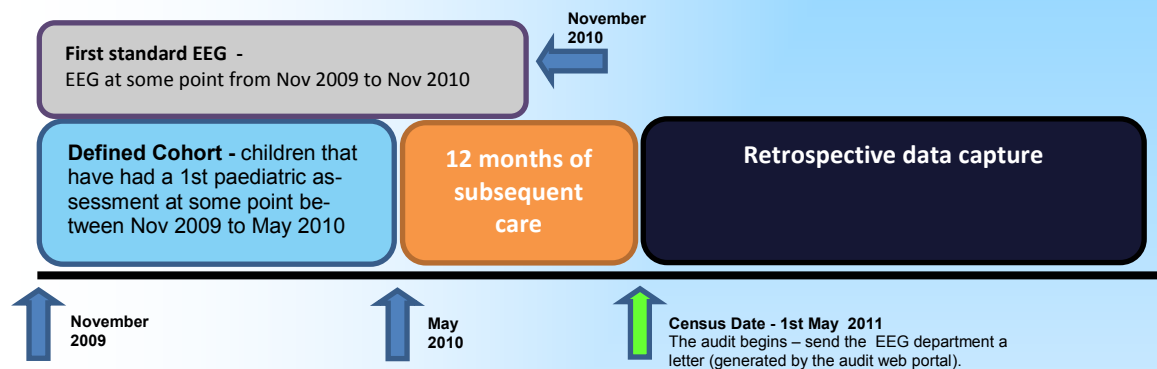 First standard EEG -
EEG at some point from Nov 2009 to Nov 2010
November
2010
Defined Cohort - children that
have had a 1st paediatric as-
sessment at some point be-
tween Nov 2009 to May 2010
12 months of
subsequent
care
Retrospective data capture
November
2009
May
2010
Census Date - 1st May 2011
The audit begins – send the EEG department a
letter (generated by the audit web portal).